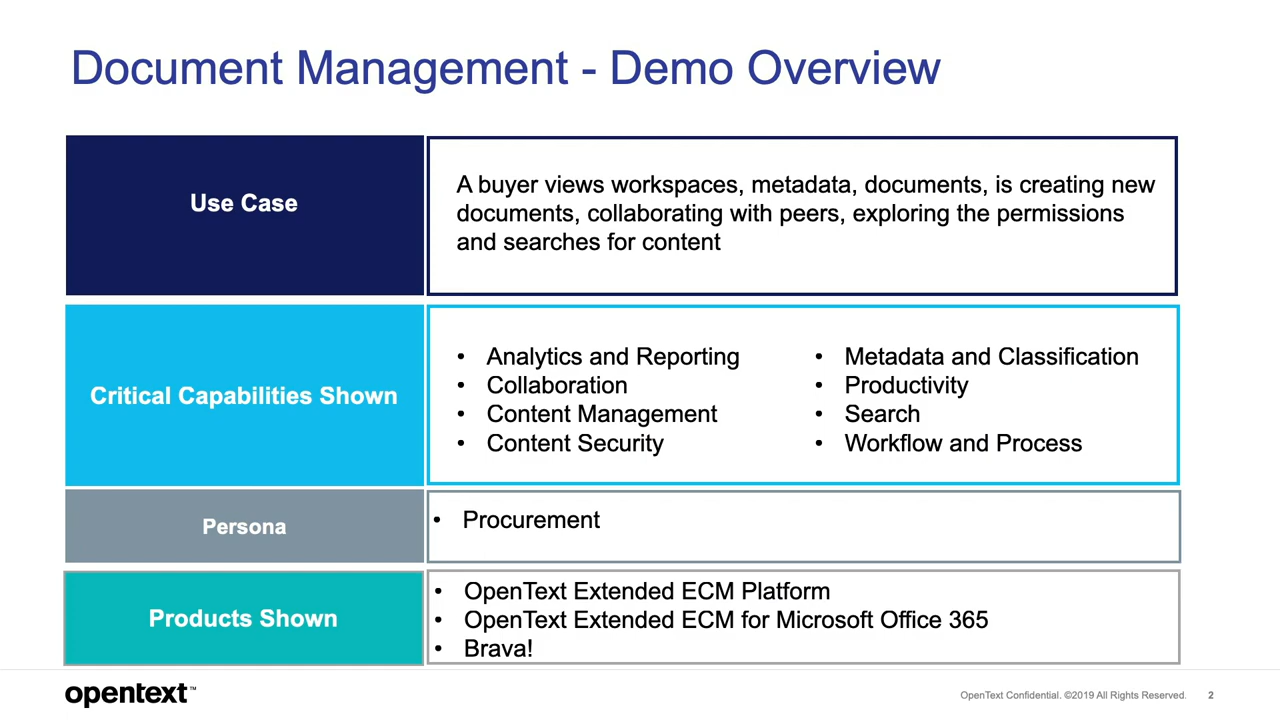 Document Management - Demo Overview
Use Case
A buyer views workspaces, metadata, documents, is creating new
documents, collaborating with peers, exploring the permissions
and searches for content
Critical Capabilities Shown
• Analytics and Reporting
• Collaboration
• Content Management
• Content Security
• Metadata and Classification
• Productivity
• Search
• Workflow and Process
Persona
• Procurement
Products Shown
• OpenText Extended ECM Platform
• OpenText Extended ECM for Microsoft Office 365
• Brava!
opentext™
OpenText Confidential. ©2019 All Rights Reserved. 2